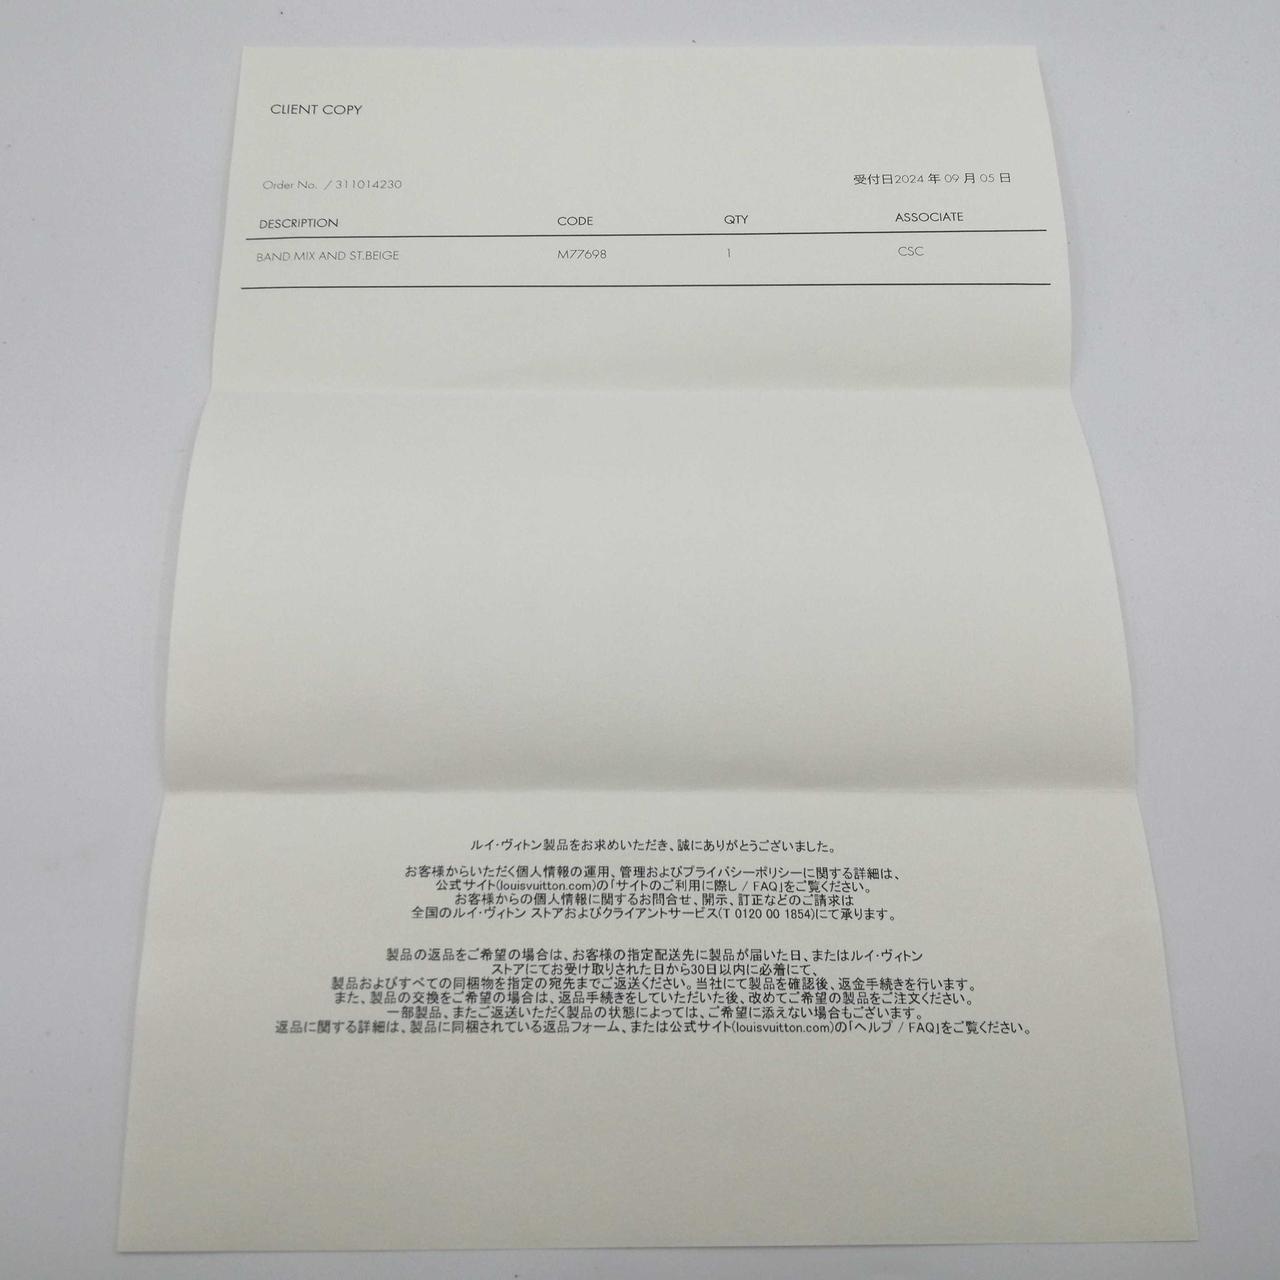 CLIENT COPY
Order No. / 311014230
受付日2024 年 09 月 05 日
DESCRIPTION CODE QTY ASSOCIATE
BAND MIX AND ST.BEIGE M77698 1 CSC
ルイ･ヴィトン製品をお求めいただき、誠にありがとうございました。
お客様からいただく個人情報の運用、管理およびプライバシーポリシーに関する詳細は、
公式サイト(louisvuitton.com)の「サイトのご利用に際し / FAQ」をご覧ください。
お客様からの個人情報に関するお問合せ、開示、訂正などのご請求は
全国のルイ･ヴィトン ストアおよびクライアントサービス(T 0120 00 1854)にて承ります。
製品の返品をご希望の場合は、お客様の指定配送先に製品が届いた日、またはルイ･ヴィトン
ストアにてお受け取りされた日から30日以内に必着にて、
製品およびすべての同梱物を指定の宛先までご返送ください。当社にて製品を確認後、返金手続きを行います。
また、製品の交換をご希望の場合は、返品手続きをしていただいた後、改めてご希望の製品をご注文ください。
一部製品、またご返送いただく製品の状態によっては、ご希望に添えない場合もございます。
返品に関する詳細は、製品に同梱されている返品フォーム、または公式サイト(louisvuitton.com)の「ヘルプ / FAQ」をご覧ください。